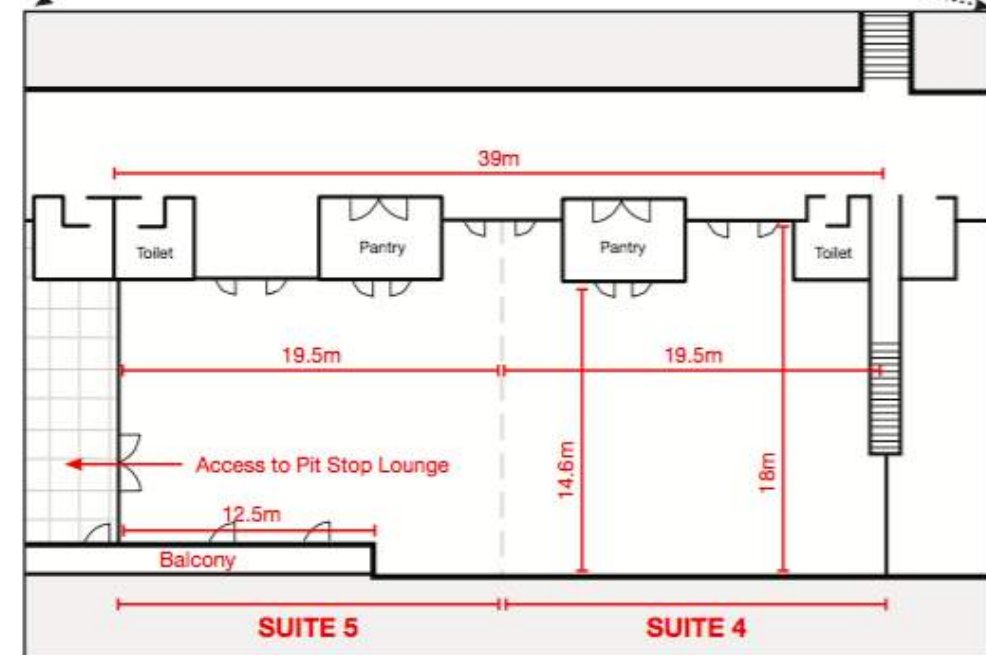 39m
Toilet
Pantry
Pantry
Toilet
19.5m
19.5m
14.6m
18m
Access to Pit Stop Lounge
12.5m
Balcony
SUITE 5
SUITE 4